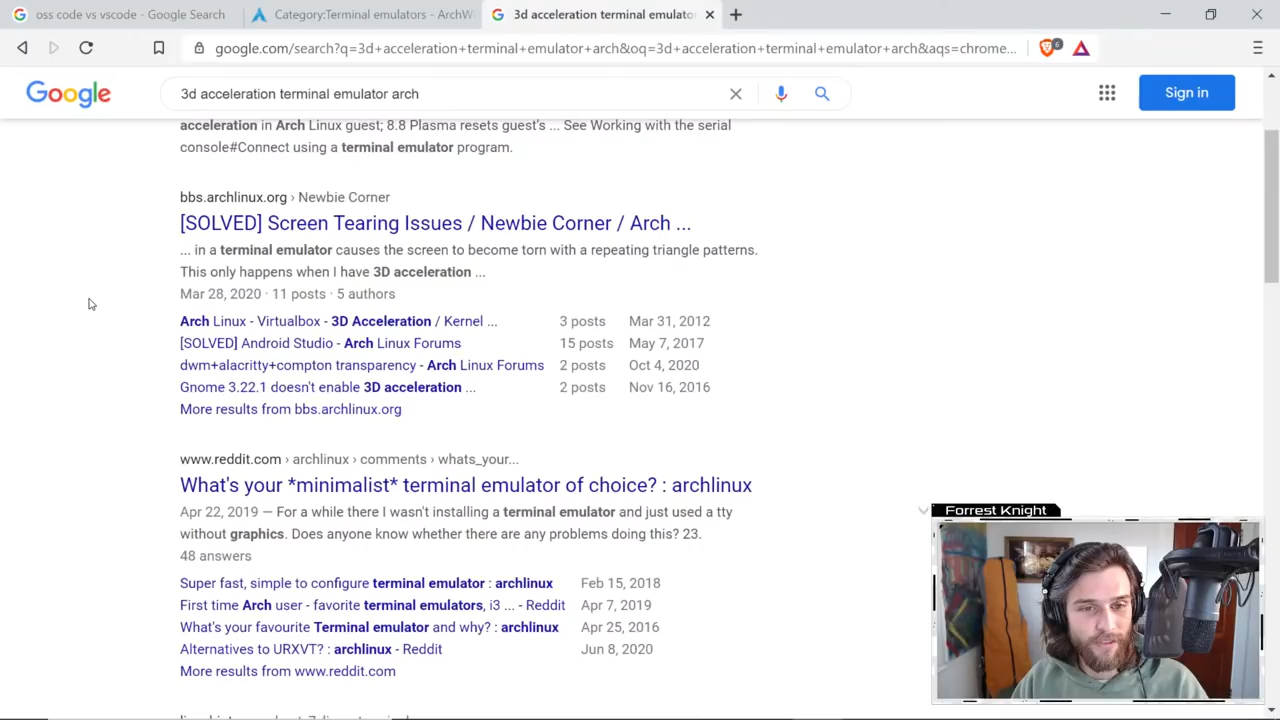 oss code vs vscode - Google Search
Category:Terminal emulators - ArchW
3d acceleration terminal emulator
google.com/search?q=3d+acceleration+terminal+emulator+arch&oq=3d+acceleration+terminal+emulator+arch&aqs=chrome...
6
Google
3d acceleration terminal emulator arch
Sign in
acceleration in Arch Linux guest; 8.8 Plasma resets guest's ... See Working with the serial
console#Connect using a terminal emulator program.
bbs.archlinux.org › Newbie Corner
[SOLVED] Screen Tearing Issues / Newbie Corner / Arch ...
... in a terminal emulator causes the screen to become torn with a repeating triangle patterns.
This only happens when I have 3D acceleration ...
Mar 28, 2020 · 11 posts · 5 authors
Arch Linux - Virtualbox - 3D Acceleration / Kernel ... 3 posts Mar 31, 2012
[SOLVED] Android Studio - Arch Linux Forums 15 posts May 7, 2017
dwm+alacritty+compton transparency - Arch Linux Forums 2 posts Oct 4, 2020
Gnome 3.22.1 doesn't enable 3D acceleration ... 2 posts Nov 16, 2016
More results from bbs.archlinux.org
www.reddit.com › archlinux › comments › whats_your...
What's your *minimalist* terminal emulator of choice? : archlinux
Apr 22, 2019 — For a while there I wasn't installing a terminal emulator and just used a tty
without graphics. Does anyone know whether there are any problems doing this? 23.
48 answers
Super fast, simple to configure terminal emulator : archlinux Feb 15, 2018
First time Arch user - favorite terminal emulators, i3 ... - Reddit Apr 7, 2019
What's your favourite Terminal emulator and why? : archlinux Apr 25, 2016
Alternatives to URXVT? : archlinux - Reddit Jun 8, 2020
More results from www.reddit.com
Forrest Knight